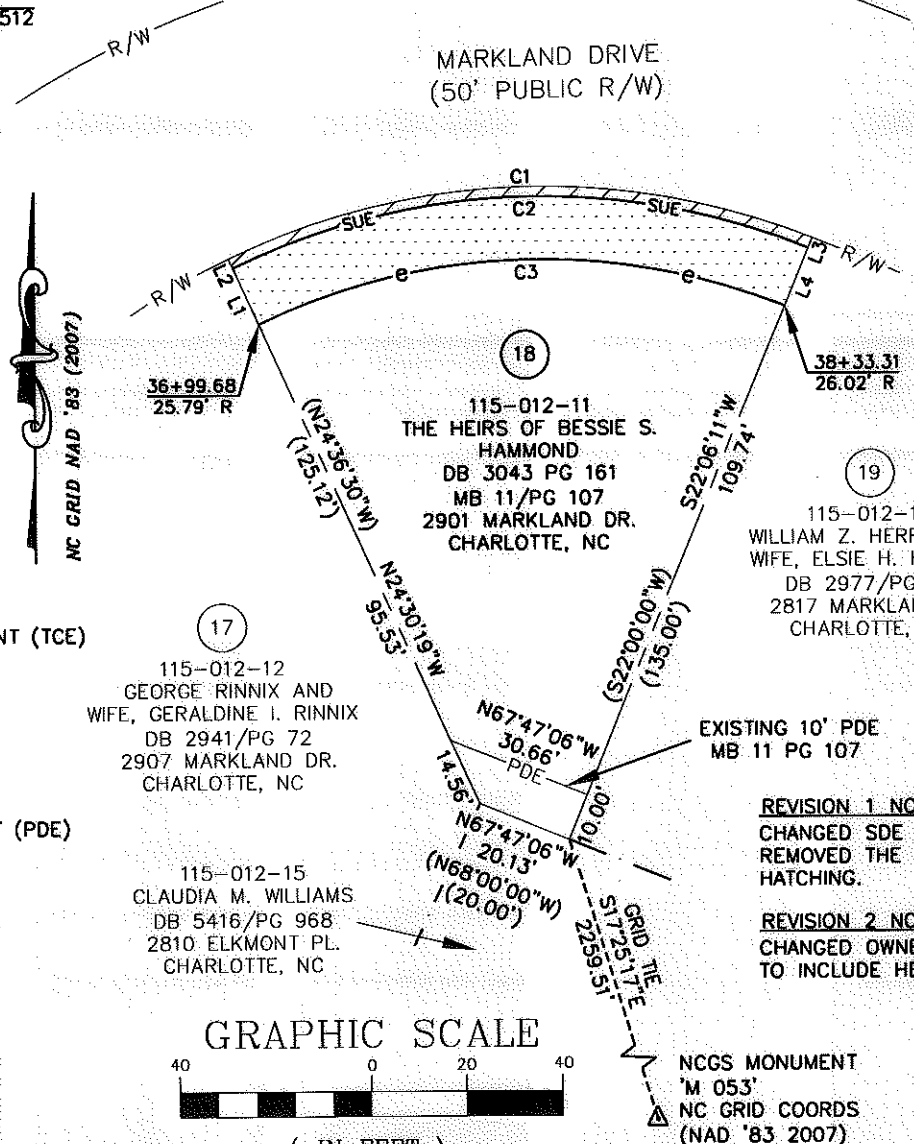 512
R/W
MARKLAND DRIVE
(50' PUBLIC R/W)
C1
SUE
C2
SUE
L3
R/W
L2
R/W
L1
e
C3
e
L4
NC GRID NAD '83 (2007)
36+99.68
25.79' R
18
38+33.31
26.02' R
115-012-11
THE HEIRS OF BESSIE S.
HAMMOND
DB 3043 PG 161
MB 11/PG 107
2901 MARKLAND DR.
CHARLOTTE, NC
(N24°36'30"W)
(125.12')
S22°06'11"W
109.74'
19
115-012-1
WILLIAM Z. HERR
WIFE, ELSIE H. H
DB 2977/PG
2817 MARKLA
CHARLOTTE,
N24°30'19"W
95.53'
(S22°00'00"W)
(135.00')
NT (TCE)
17
115-012-12
GEORGE RINNIX AND
WIFE, GERALDINE I. RINNIX
DB 2941/PG 72
2907 MARKLAND DR.
CHARLOTTE, NC
N67°47'06"W
30.66'
PDE
EXISTING 10' PDE
MB 11 PG 107
14.56'
10.00'
N67°47'06"W
20.13'
(N68°00'00"W)
(20.00')
(PDE)
115-012-15
CLAUDIA M. WILLIAMS
DB 5416/PG 968
2810 ELKMONT PL.
CHARLOTTE, NC
REVISION 1 NO
CHANGED SDE
REMOVED THE
HATCHING.
REVISION 2 NO
CHANGED OWNE
TO INCLUDE HE
GRID TIE
S17°25'17"E
2259.51'
GRAPHIC SCALE
40 0 20 40
( IN FEET )
NCGS MONUMENT
'M 053'
NC GRID COORDS
(NAD '83 2007)